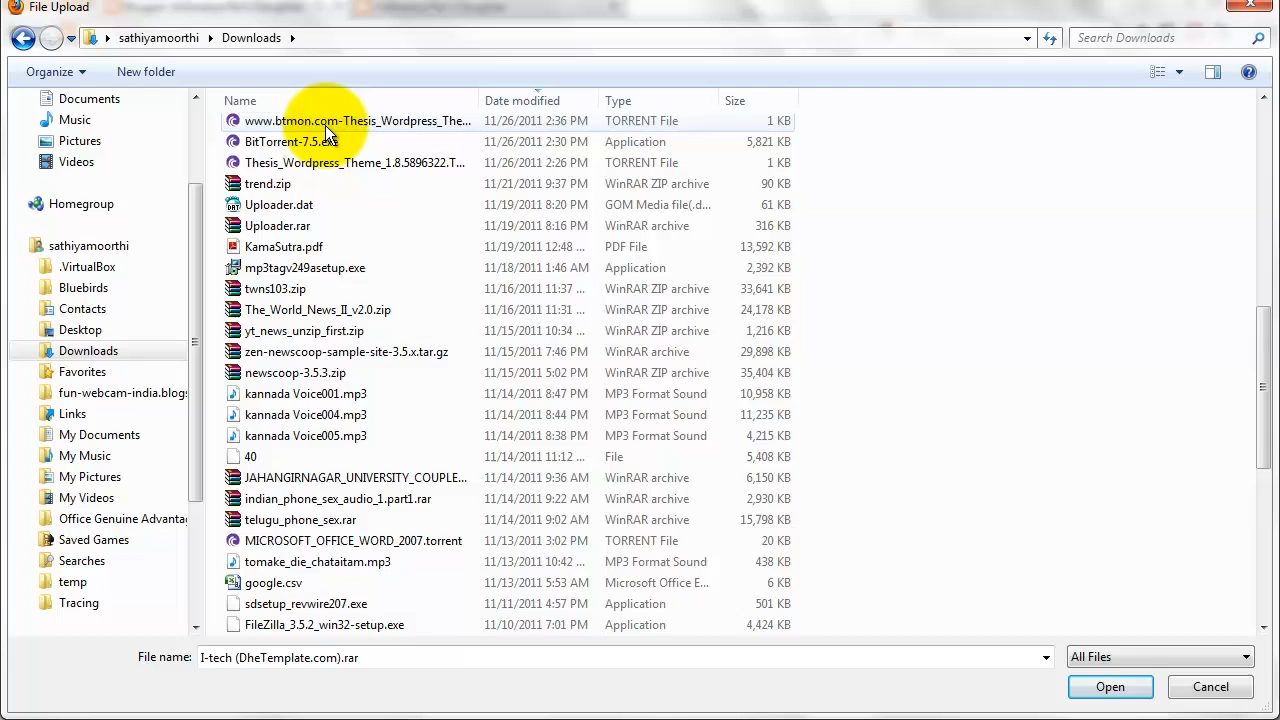 File Upload
sathiyamoorthi Downloads
Search Downloads
Organize New folder
Documents
Music
Pictures
Videos
Homegroup
sathiyamoorthi
.VirtualBox
Bluebirds
Contacts
Desktop
Downloads
Favorites
fun-webcam-india.blogs
Links
My Documents
My Music
My Pictures
My Videos
Office Genuine Advanta
Saved Games
Searches
temp
Tracing
Name Date modified Type Size
www.btmon.com-Thesis_Wordpress_The... 11/26/2011 2:36 PM TORRENT File 1 KB
BitTorrent-7.5.exe 11/26/2011 2:30 PM Application 5,821 KB
Thesis_Wordpress_Theme_1.8.5896322.T... 11/26/2011 2:26 PM TORRENT File 1 KB
trend.zip 11/21/2011 9:37 PM WinRAR ZIP archive 90 KB
Uploader.dat 11/19/2011 8:20 PM GOM Media file(.d... 61 KB
Uploader.rar 11/19/2011 8:16 PM WinRAR archive 316 KB
KamaSutra.pdf 11/19/2011 12:48 ... PDF File 13,592 KB
mp3tagv249asetup.exe 11/18/2011 1:46 AM Application 2,392 KB
twns103.zip 11/16/2011 11:37 ... WinRAR ZIP archive 33,641 KB
The_World_News_II_v2.0.zip 11/16/2011 11:31 ... WinRAR ZIP archive 24,178 KB
yt_news_unzip_first.zip 11/15/2011 10:34 ... WinRAR ZIP archive 1,216 KB
zen-newscoop-sample-site-3.5.x.tar.gz 11/15/2011 7:46 PM WinRAR archive 29,898 KB
newscoop-3.5.3.zip 11/15/2011 5:02 PM WinRAR ZIP archive 35,404 KB
kannada Voice001.mp3 11/14/2011 8:47 PM MP3 Format Sound 10,958 KB
kannada Voice004.mp3 11/14/2011 8:44 PM MP3 Format Sound 11,235 KB
kannada Voice005.mp3 11/14/2011 8:38 PM MP3 Format Sound 4,215 KB
40 11/14/2011 11:12 ... File 5,408 KB
JAHANGIRNAGAR_UNIVERSITY_COUPLE... 11/14/2011 9:36 AM WinRAR archive 6,150 KB
indian_phone_sex_audio_1.part1.rar 11/14/2011 9:22 AM WinRAR archive 2,930 KB
telugu_phone_sex.rar 11/14/2011 9:02 AM WinRAR archive 15,798 KB
MICROSOFT_OFFICE_WORD_2007.torrent 11/13/2011 3:02 PM TORRENT File 20 KB
tomake_die_chataitam.mp3 11/13/2011 10:42 ... MP3 Format Sound 438 KB
google.csv 11/13/2011 5:53 AM Microsoft Office E... 6 KB
sdsetup_revwire207.exe 11/11/2011 4:57 PM Application 501 KB
FileZilla_3.5.2_win32-setup.exe 11/10/2011 7:01 PM Application 4,424 KB
File name: I-tech (DheTemplate.com).rar All Files
Open Cancel